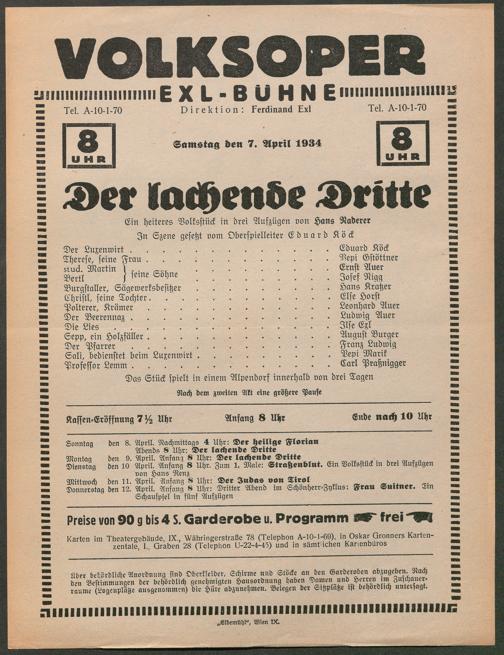 VOLKSOPER
EXL-BÜHNE
Tel. A-10-1-70 Direktion: Ferdinand Exl Tel. A-10-1-70
8 UHR Samstag den 7. April 1934 8 UHR
Der lachende Dritte
Ein heiteres Volksstück in drei Aufzügen von Hans Naderer
In Szene gesetzt vom Oberspielleiter Eduard Köck
Der Luxenwirt . . . . . . . . . . Eduard Köck
Therese, seine Frau . . . . . . . . . . Pepi Gstöttner
stud. Martin } seine Söhne . . . . . . . . . . Ernst Auer
Bertl . . . . . . . . . . Josef Rigg
Burgstaller, Sägewerksbesitzer . . . . . . . . . . Hans Kratzer
Christl, seine Tochter . . . . . . . . . . Else Horst
Polterer, Krämer . . . . . . . . . . Leonhard Auer
Der Beerennaz . . . . . . . . . . Ludwig Auer
Die Lies . . . . . . . . . . Ilse Exl
Sepp, ein Holzfäller . . . . . . . . . . August Burger
Der Pfarrer . . . . . . . . . . Franz Ludwig
Sali, bedienstet beim Luxenwirt . . . . . . . . . . Pepi Marik
Professor Lemm . . . . . . . . . . Carl Praßnigger
Das Stück spielt in einem Alpendorf innerhalb von drei Tagen
Nach dem zweiten Akt eine größere Pause
Kassen-Eröffnung 7½ Uhr Anfang 8 Uhr Ende nach 10 Uhr
Sonntag den 8. April. Nachmittags 4 Uhr: Der heilige Florian
Abends 8 Uhr: Der lachende Dritte
Montag den 9. April. Anfang 8 Uhr: Der lachende Dritte
Dienstag den 10 April. Anfang 8 Uhr. Zum 1. Male: Straßenblut. Ein Volksstück in drei Aufzügen
von Hans Renz
Mittwoch den 11. April. Anfang 8 Uhr: Der Judas von Tirol
Donnerstag den 12. April. Anfang 8 Uhr: Dritter Abend im Schönherr-Zyklus: Frau Suitner. Ein
Schauspiel in fünf Aufzügen
Preise von 90 g bis 4 S. Garderobe u. Programm frei
Karten im Theatergebäude, IX., Währingerstraße 78 (Telephon A-10-1-69), in Oskar Gronners Karten-
zentale, I., Graben 28 (Telephon U-22-4-45) und in sämtlichen Kartenbüros
Über behördliche Anordnung sind Oberkleider, Schirme und Stöcke an den Garderoben abzugeben. Nach
den Bestimmungen der behördlich genehmigten Hausordnung haben Damen und Herren im Zuschauer-
raume (Logenplätze ausgenommen) die Hüte abzunehmen. Belegen der Sitzplätze ist behördlich untersagt.
„Elbemühl", Wien IX.